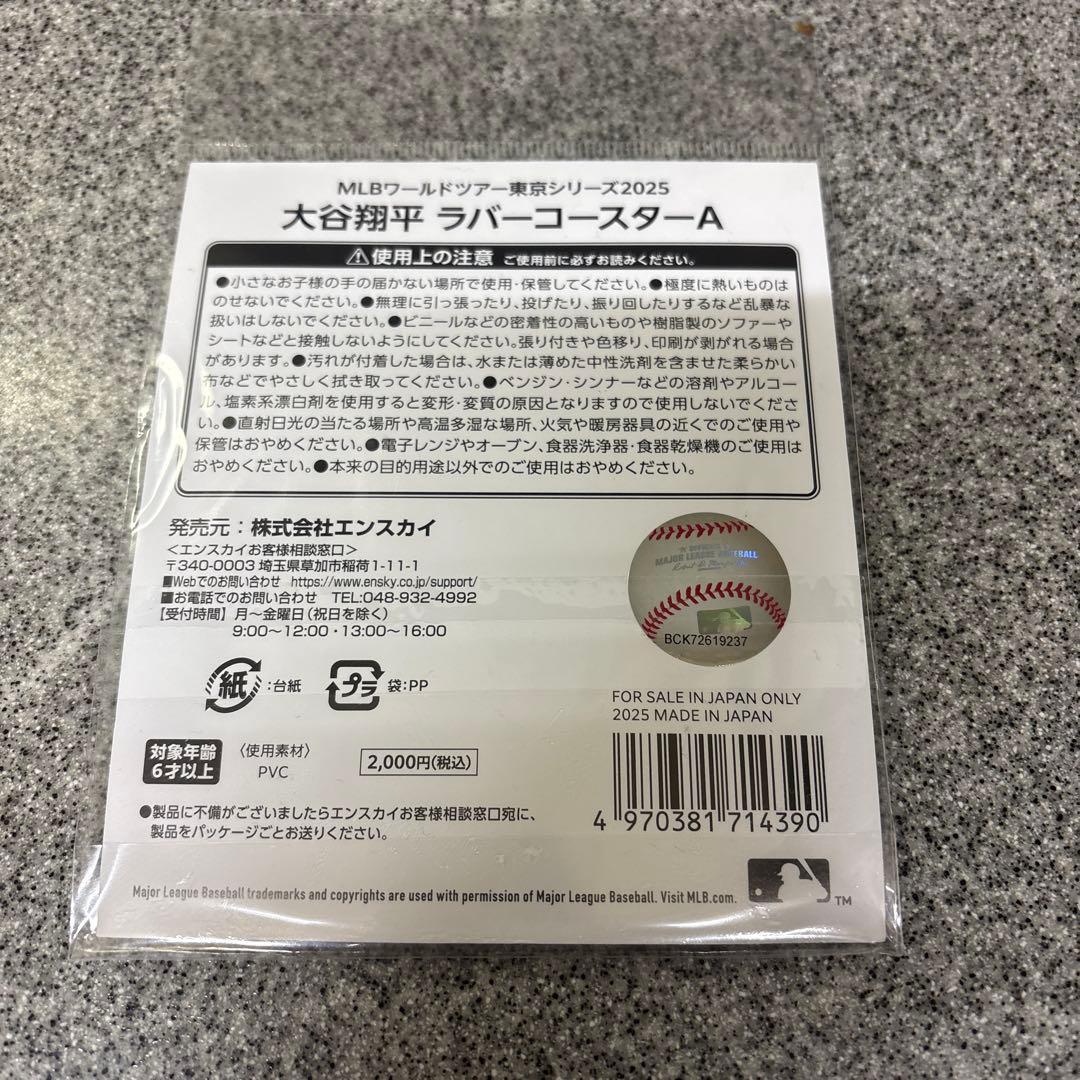 MLBワールドツアー東京シリーズ2025
大谷翔平 ラバーコースターA
⚠使用上の注意 ご使用前に必ずお読みください。
●小さなお子様の手の届かない場所で使用・保管してください。●極度に熱いものは
のせないでください。●無理に引っ張ったり、投げたり、振り回したりするなど乱暴な
扱いはしないでください。●ビニールなどの密着性の高いものや樹脂製のソファーや
シートなどと接触しないようにしてください。張り付きや色移り、印刷が剥がれる場合
があります。●汚れが付着した場合は、水または薄めた中性洗剤を含ませた柔らかい
布などでやさしく拭き取ってください。●ベンジン・シンナーなどの溶剤やアルコー
ル、塩素系漂白剤を使用すると変形・変質の原因となりますので使用しないでくださ
い。●直射日光の当たる場所や高温多湿な場所、火気や暖房器具の近くでのご使用や
保管はおやめください。●電子レンジやオーブン、食器洗浄器・食器乾燥機のご使用は
おやめください。●本来の目的用途以外でのご使用はおやめください。
発売元：株式会社エンスカイ
＜エンスカイお客様相談窓口＞
〒340-0003 埼玉県草加市稲荷1-11-1
■Webでのお問い合わせ https://www.ensky.co.jp/support/
■お電話でのお問い合わせ TEL:048-932-4992
【受付時間】月～金曜日(祝日を除く)
9:00～12:00・13:00～16:00
MAJOR LEAGUE BASEBALL
BCK72619237
紙 :台紙
プラ 袋:PP
FOR SALE IN JAPAN ONLY
2025 MADE IN JAPAN
対象年齢
6才以上
〈使用素材〉
PVC
2,000円(税込)
●製品に不備がございましたらエンスカイお客様相談窓口宛に、
製品をパッケージごとお送りください。
4 970381 714390
Major League Baseball trademarks and copyrights are used with permission of Major League Baseball. Visit MLB.com.
TM